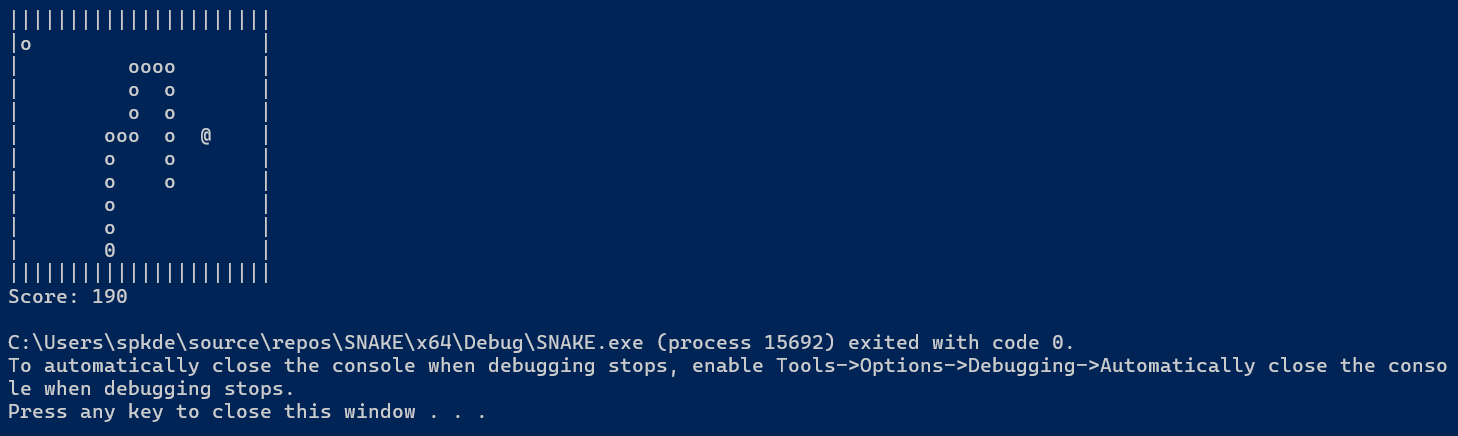 ||||||||||||||||||||||
|o                   |
|         oooo       |
|         o  o       |
|         o  o       |
|       ooo  o  @    |
|       o    o       |
|       o    o       |
|       o            |
|       o            |
|       0            |
||||||||||||||||||||||
Score: 190

C:\Users\spkde\source\repos\SNAKE\x64\Debug\SNAKE.exe (process 15692) exited with code 0.
To automatically close the console when debugging stops, enable Tools->Options->Debugging->Automatically close the conso
le when debugging stops.
Press any key to close this window . . .